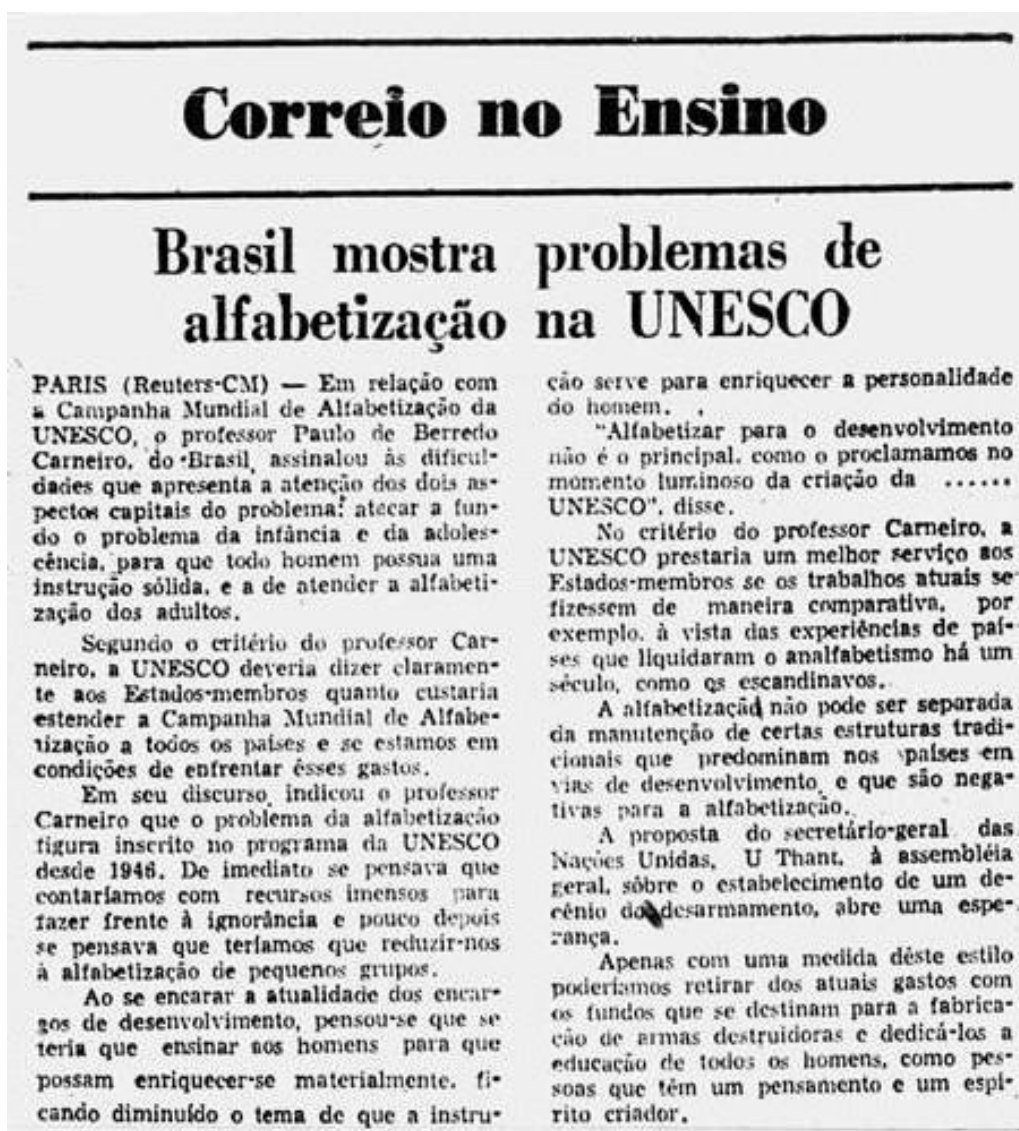 Correio no Ensino
Brasil mostra problemas de
alfabetização na UNESCO
PARIS (Reuters-CM) — Em relação com
a Campanha Mundial de Alfabetização da
UNESCO, o professor Paulo de Berredo
Carneiro, do Brasil, assinalou às dificul-
dades que apresenta a atenção dos dois as-
pectos capitais do problema: atacar a fun-
do o problema da infância e da adoles-
cência, para que todo homem possua uma
instrução sólida, e a de atender a alfabeti-
zação dos adultos.
Segundo o critério do professor Car-
neiro, a UNESCO deveria dizer claramen-
te aos Estados-membros quanto custaria
estender a Campanha Mundial de Alfabe-
tização a todos os países e se estamos em
condições de enfrentar êsses gastos.
Em seu discurso, indicou o professor
Carneiro que o problema da alfabetização
figura inscrito no programa da UNESCO
desde 1946. De imediato se pensava que
contaríamos com recursos imensos para
fazer frente à ignorância e pouco depois
se pensava que teríamos que reduzir-nos
à alfabetização de pequenos grupos.
Ao se encarar a atualidade dos encar-
gos de desenvolvimento, pensou-se que se
teria que ensinar aos homens para que
possam enriquecer-se materialmente, fi-
cando diminuído o tema de que a instru-
ção serve para enriquecer a personalidade
do homem.
"Alfabetizar para o desenvolvimento
não é o principal, como o proclamamos no
momento luminoso da criação da ......
UNESCO", disse.
No critério do professor Carneiro, a
UNESCO prestaria um melhor serviço aos
Estados-membros se os trabalhos atuais se
fizessem de maneira comparativa, por
exemplo, à vista das experiências de paí-
ses que liquidaram o analfabetismo há um
século, como os escandinavos.
A alfabetização não pode ser separada
da manutenção de certas estruturas tradi-
cionais que predominam nos países em
vias de desenvolvimento, e que são nega-
tivas para a alfabetização.
A proposta do secretário-geral das
Nações Unidas, U Thant, à assembléia
geral, sôbre o estabelecimento de um de-
cênio do desarmamento, abre uma espe-
rança.
Apenas com uma medida dêste estilo
poderíamos retirar dos atuais gastos com
os fundos que se destinam para a fabrica-
ção de armas destruidoras e dedicá-los a
educação de todos os homens, como pes-
soas que têm um pensamento e um espí-
rito criador.